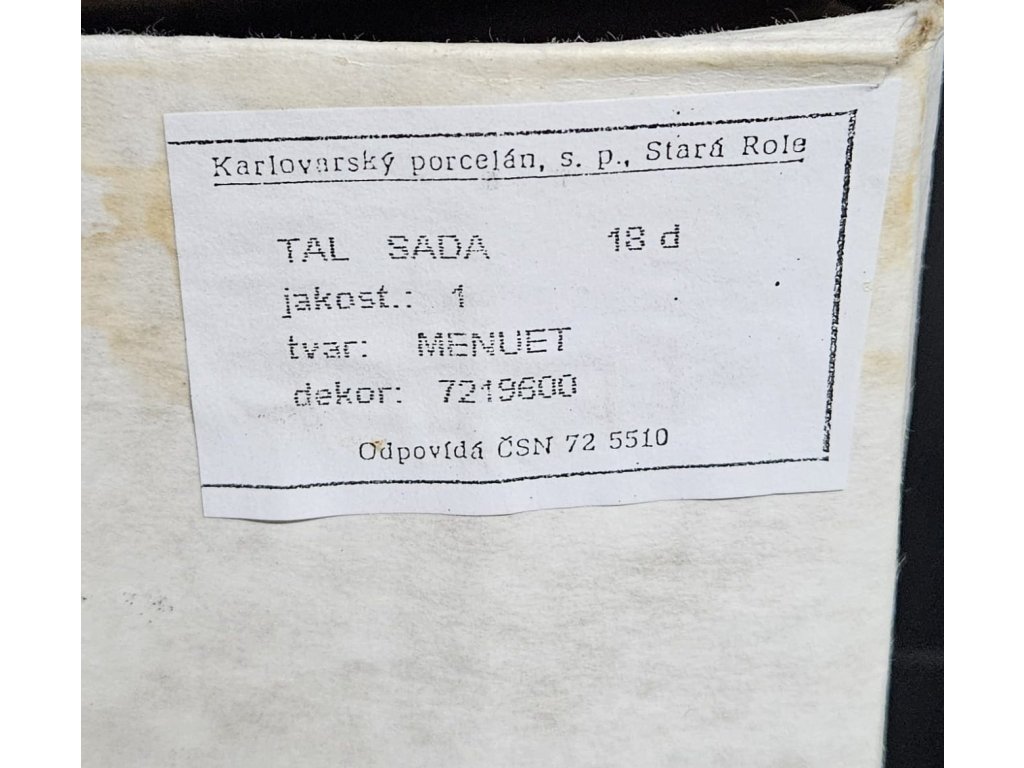 Karlovarský porcelán, s. p., Stará Role
TAL SADA 18 d
jakost.: 1
tvar: MENUET
dekor: 7219600
Odpovídá ČSN 72 5510